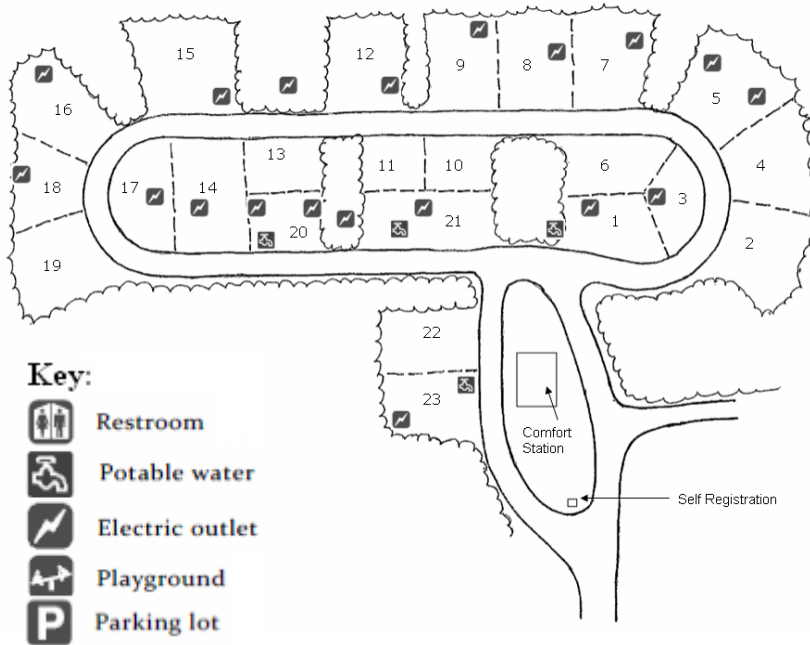 15
12
9
8
7
16
5
18
17
14
13
11
10
6
4
3
20
21
1
19
2
22
23
Key:
Restroom
Potable water
Electric outlet
Playground
P Parking lot
Comfort
Station
Self Registration